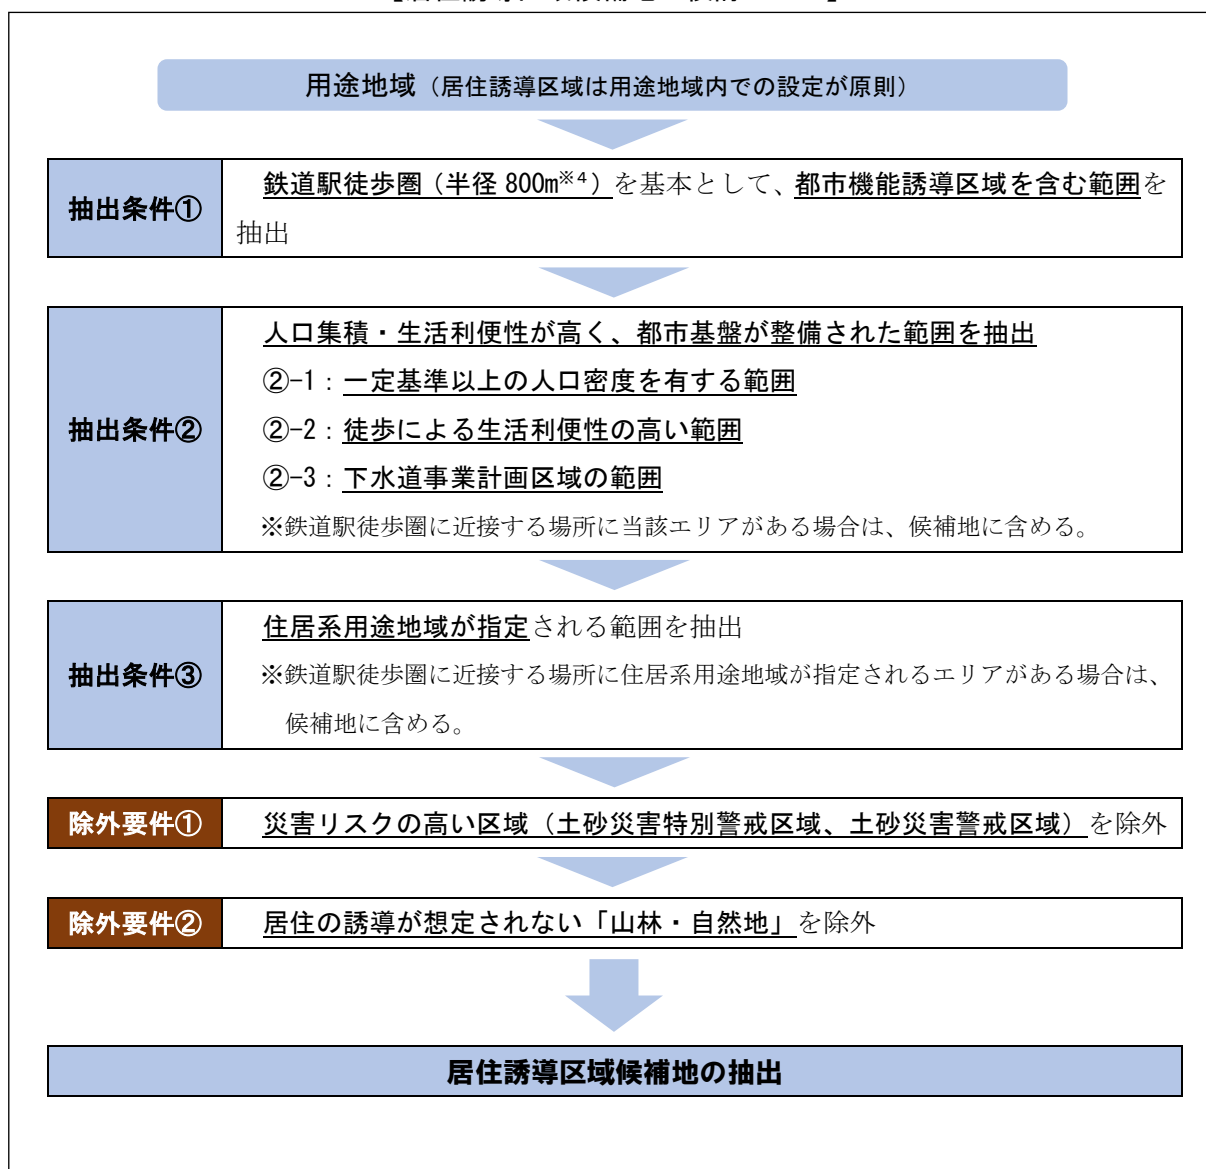 用途地域（居住誘導区域は用途地域内での設定が原則）
抽出条件①
鉄道駅徒歩圏（半径 800m※4）を基本として、都市機能誘導区域を含む範囲を
抽出
抽出条件②
人口集積・生活利便性が高く、都市基盤が整備された範囲を抽出
②-1：一定基準以上の人口密度を有する範囲
②-2：徒歩による生活利便性の高い範囲
②-3：下水道事業計画区域の範囲
※鉄道駅徒歩圏に近接する場所に当該エリアがある場合は、候補地に含める。
抽出条件③
住居系用途地域が指定される範囲を抽出
※鉄道駅徒歩圏に近接する場所に住居系用途地域が指定されるエリアがある場合は、
候補地に含める。
除外要件①
災害リスクの高い区域（土砂災害特別警戒区域、土砂災害警戒区域）を除外
除外要件②
居住の誘導が想定されない「山林・自然地」を除外
居住誘導区域候補地の抽出